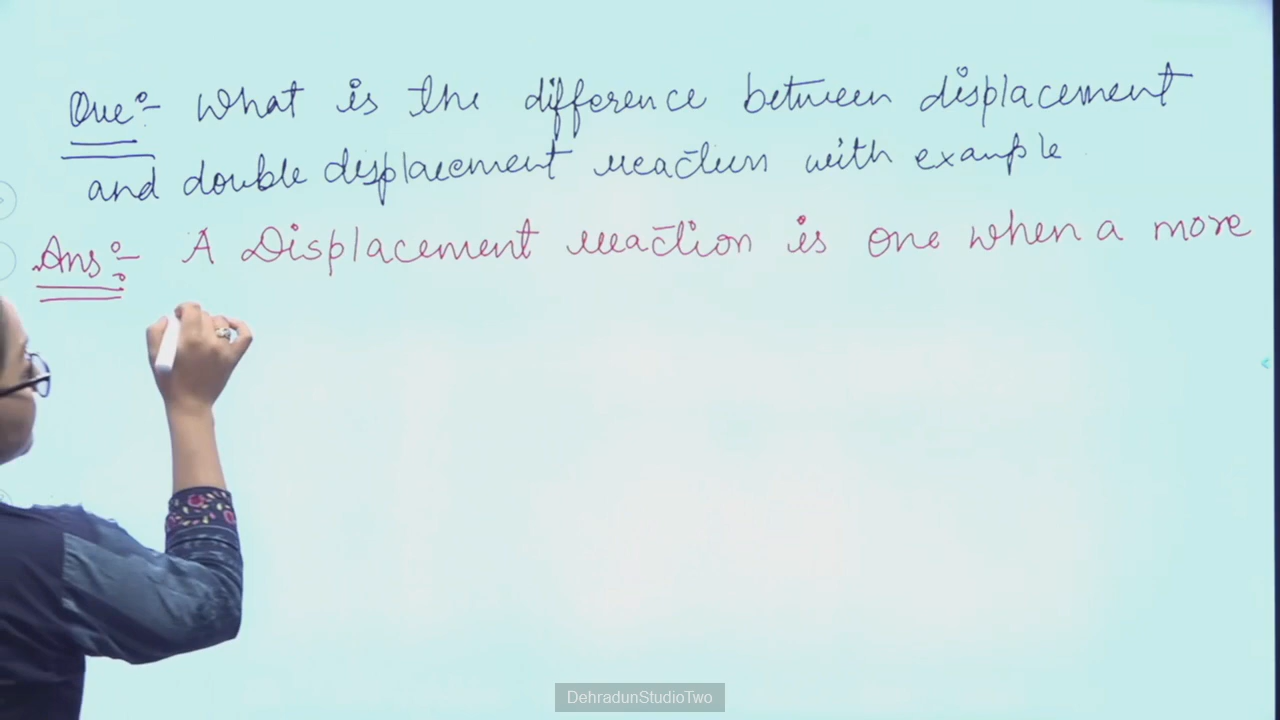 Que:- What is the difference between displacement
and double displacement reaction with example
Ans:- A Displacement reaction is one when a more
DehradunStudioTwo